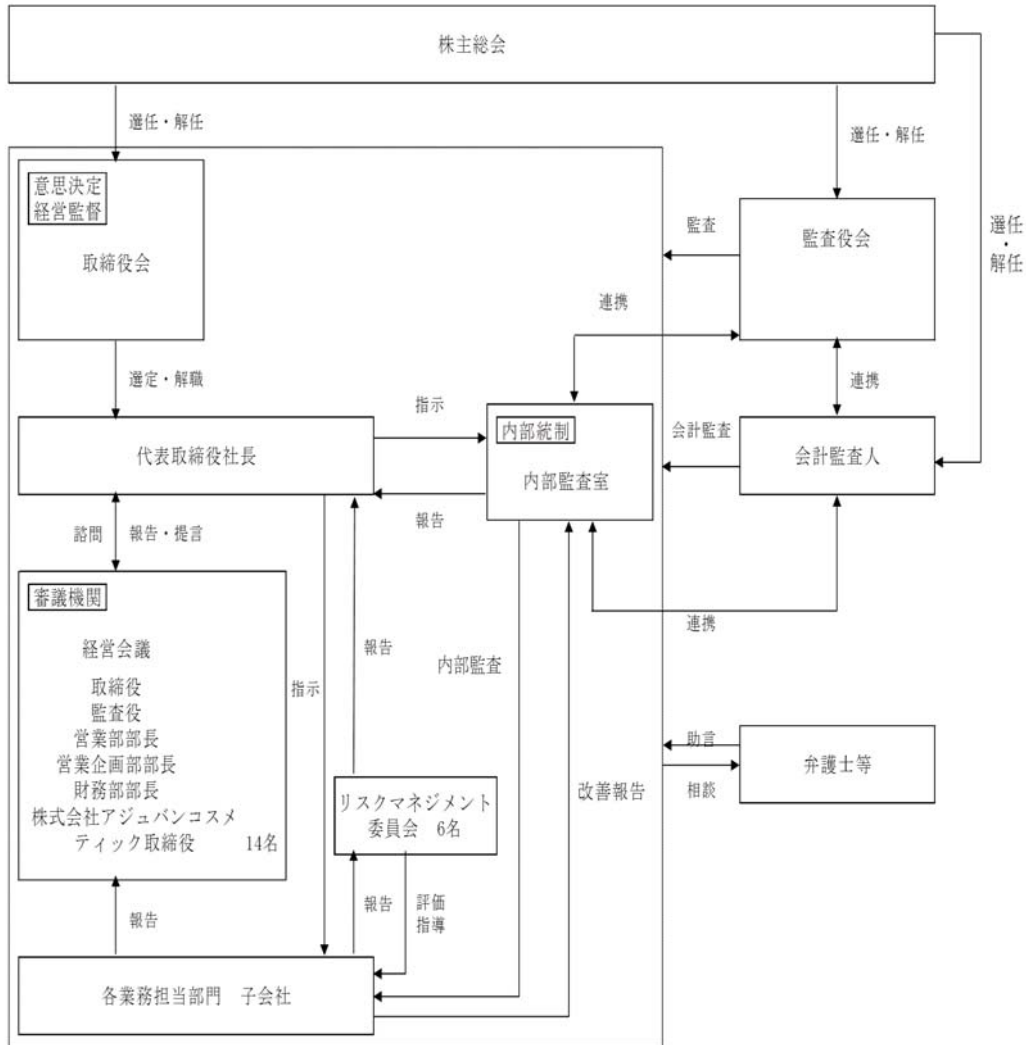 株主総会
選任・解任
選任・解任
選任
・
解任
意思決定
経営監督
取締役会
監査
監査役会
連携
選定・解職
連携
指示
代表取締役社長
内部統制
内部監査室
会計監査
会計監査人
報告
諮問
報告・提言
連携
審議機関
経営会議
取締役
監査役
営業部部長
営業企画部部長
財務部部長
株式会社アジュバンコスメ
ティック取締役 14名
指示
報告
内部監査
リスクマネジメント
委員会 6名
改善報告
助言
相談
弁護士等
報告
報告
評価
指導
各業務担当部門 子会社